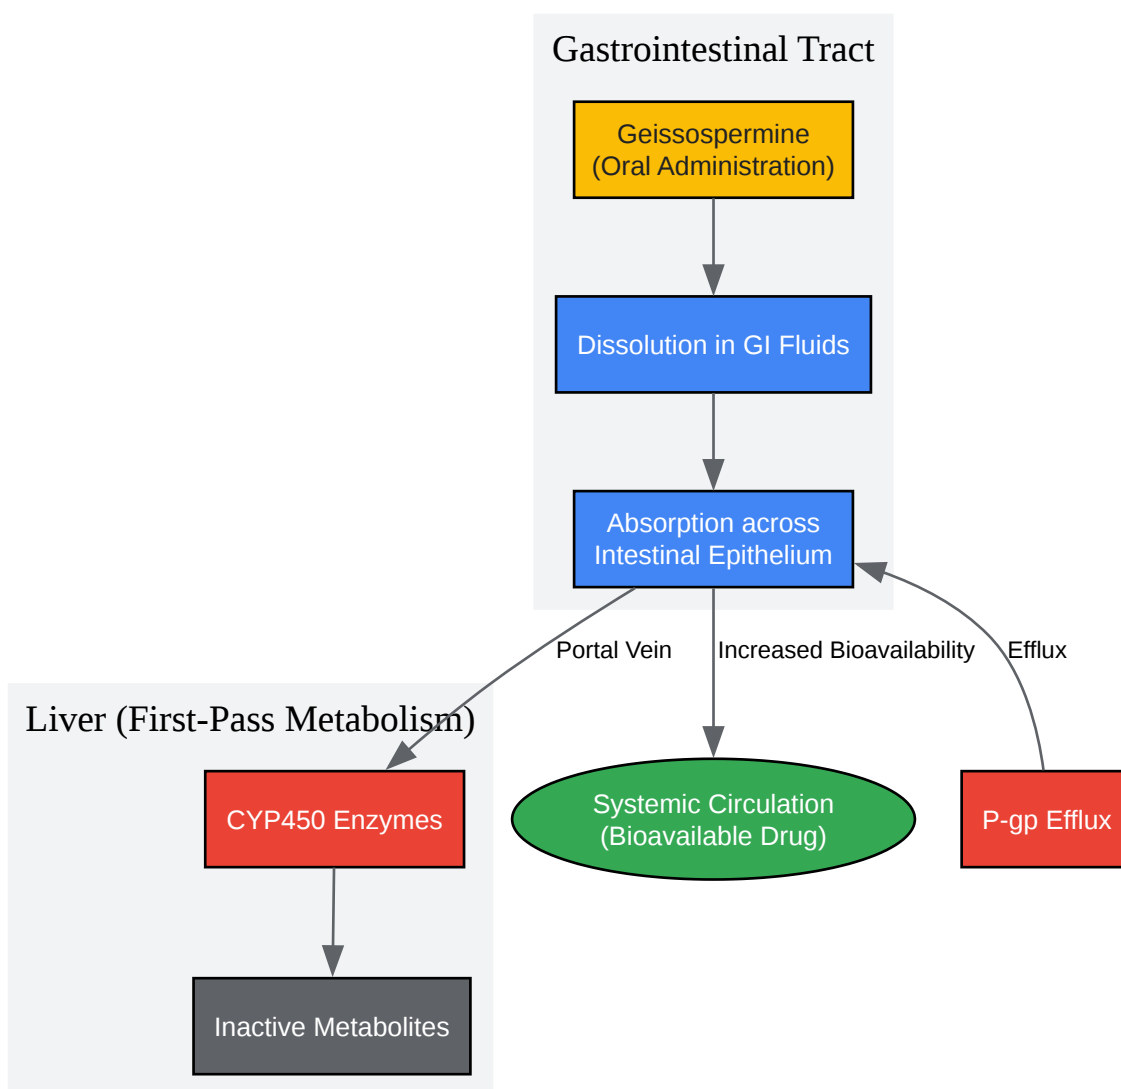 Gastrointestinal Tract
Geissospermine
(Oral Administration)
Dissolution in GI Fluids
Absorption across
Intestinal Epithelium
Portal Vein
Increased Bioavailability
Efflux
Liver (First-Pass Metabolism)
CYP450 Enzymes
Systemic Circulation
(Bioavailable Drug)
P-gp Efflux
Inactive Metabolites